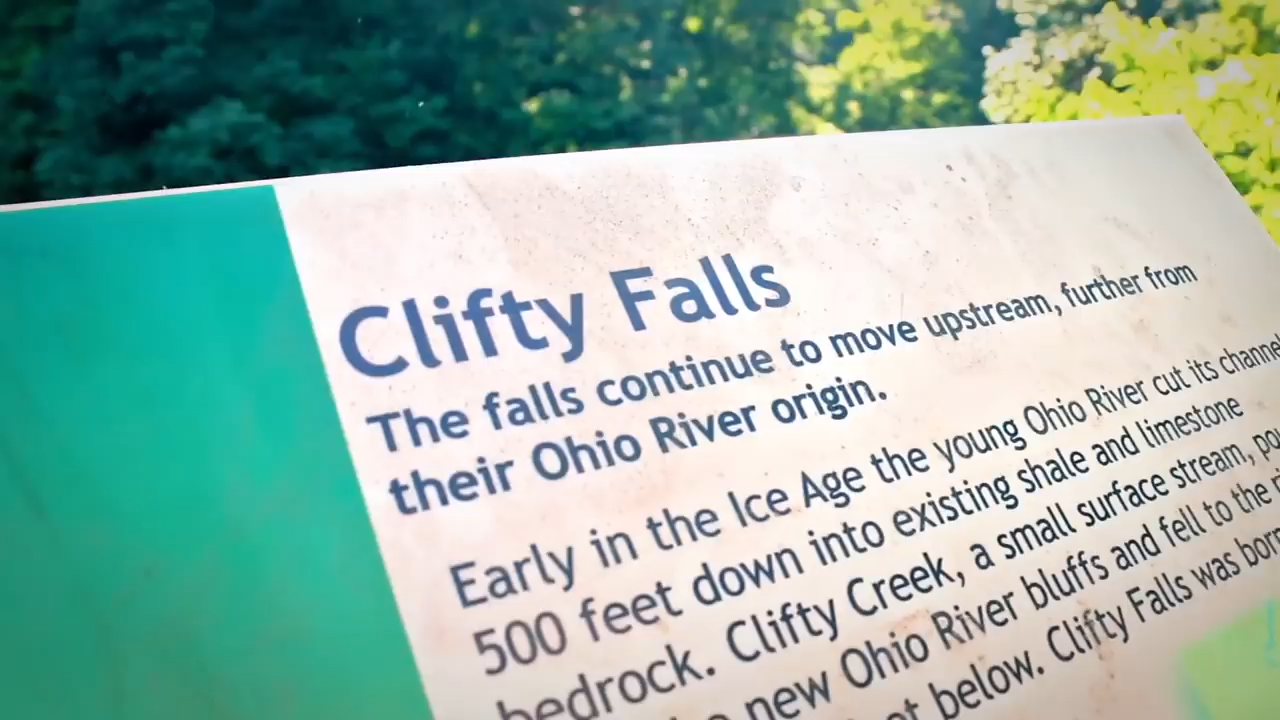 Clifty Falls
The falls continue to move upstream, further from
their Ohio River origin.
Early in the Ice Age the young Ohio River cut its channel
500 feet down into existing shale and limestone
bedrock. Clifty Creek, a small surface stream,
new Ohio River bluffs and fell to the
below. Clifty Falls was born